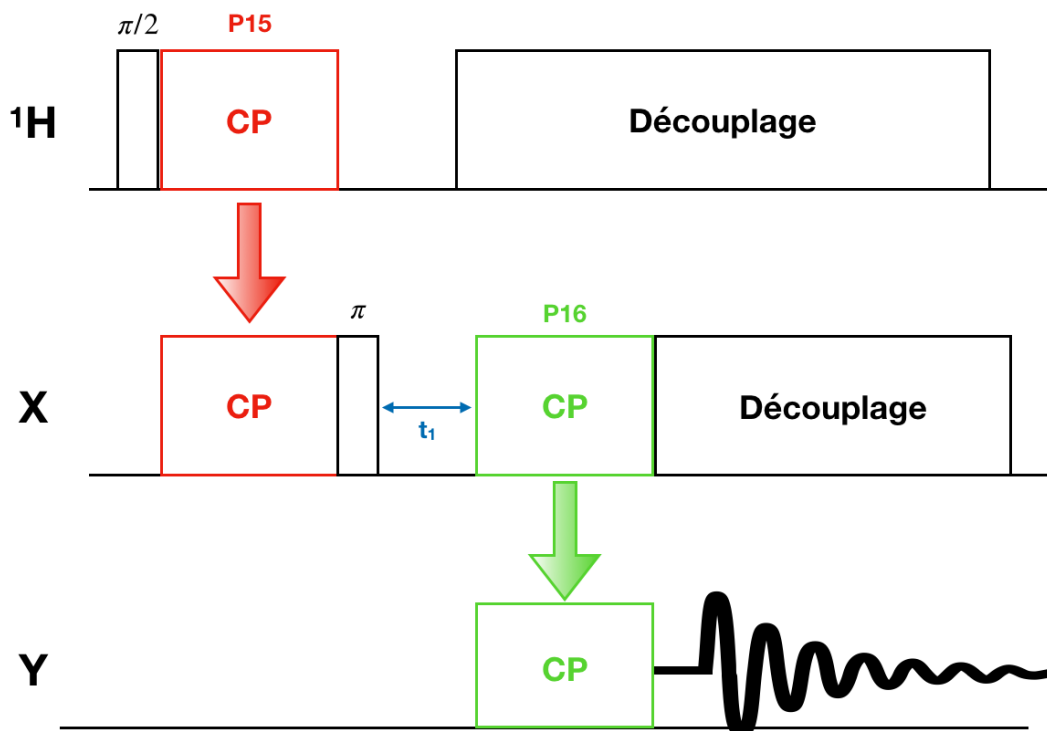 π/2
P15
¹H
CP
Découplage
π
P16
X
CP
t₁
CP
Découplage
Y
CP